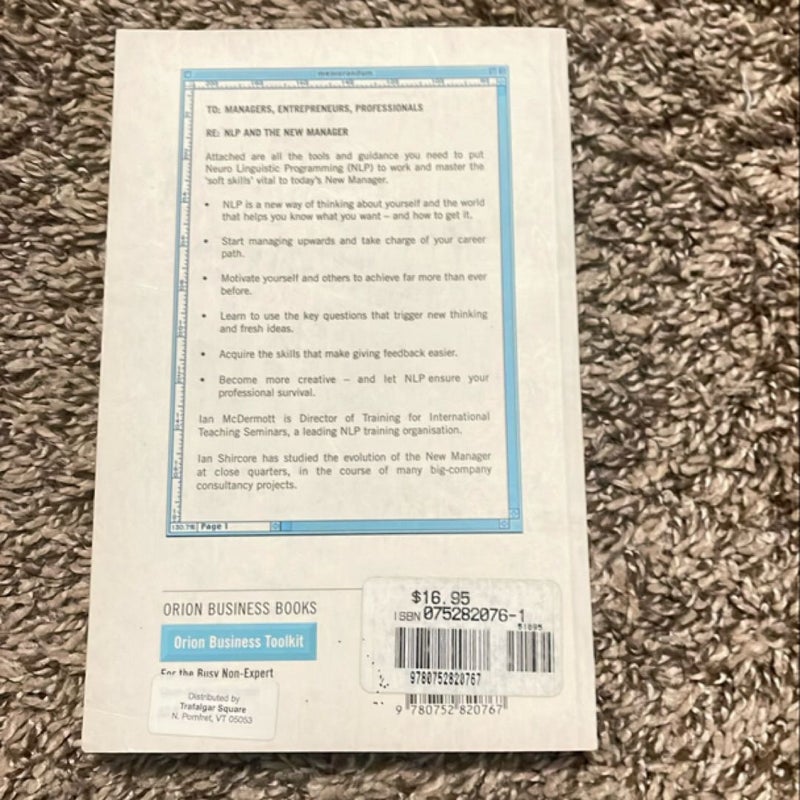 memorandum
TO: MANAGERS, ENTREPRENEURS, PROFESSIONALS
RE: NLP AND THE NEW MANAGER
Attached are all the tools and guidance you need to put
Neuro Linguistic Programming (NLP) to work and master the
'soft skills' vital to today's New Manager.
• NLP is a new way of thinking about yourself and the world
that helps you know what you want – and how to get it.
• Start managing upwards and take charge of your career
path.
• Motivate yourself and others to achieve far more than ever
before.
• Learn to use the key questions that trigger new thinking
and fresh ideas.
• Acquire the skills that make giving feedback easier.
• Become more creative – and let NLP ensure your
professional survival.
Ian McDermott is Director of Training for International
Teaching Seminars, a leading NLP training organisation.
Ian Shircore has studied the evolution of the New Manager
at close quarters, in the course of many big-company
consultancy projects.
130.7% Page 1
ORION BUSINESS BOOKS
Orion Business Toolkit
For the Busy Non-Expert
Distributed by
Trafalgar Square
N. Pomfret, VT 05053
$16.95
ISBN 075282076-1
51695
9780752820767
9 780752 820767